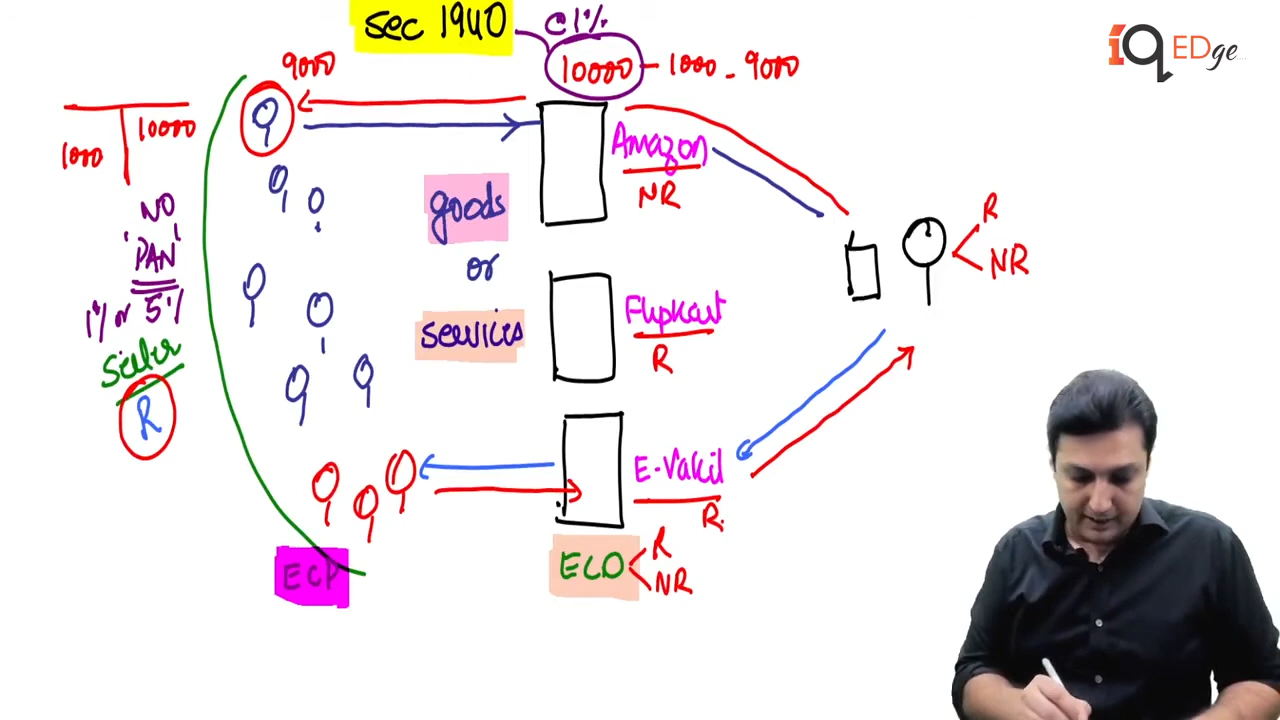 sec 194O
@1%
iQ EDge
9000
10000 - 1000 - 9000
10000
1000
Amazon
NR
goods
or
services
NO
'PAN'
1% or 5%
Seller
R
R
NR
Flipkart
R
E-Vakil
R.
ECP
ECO
R
NR